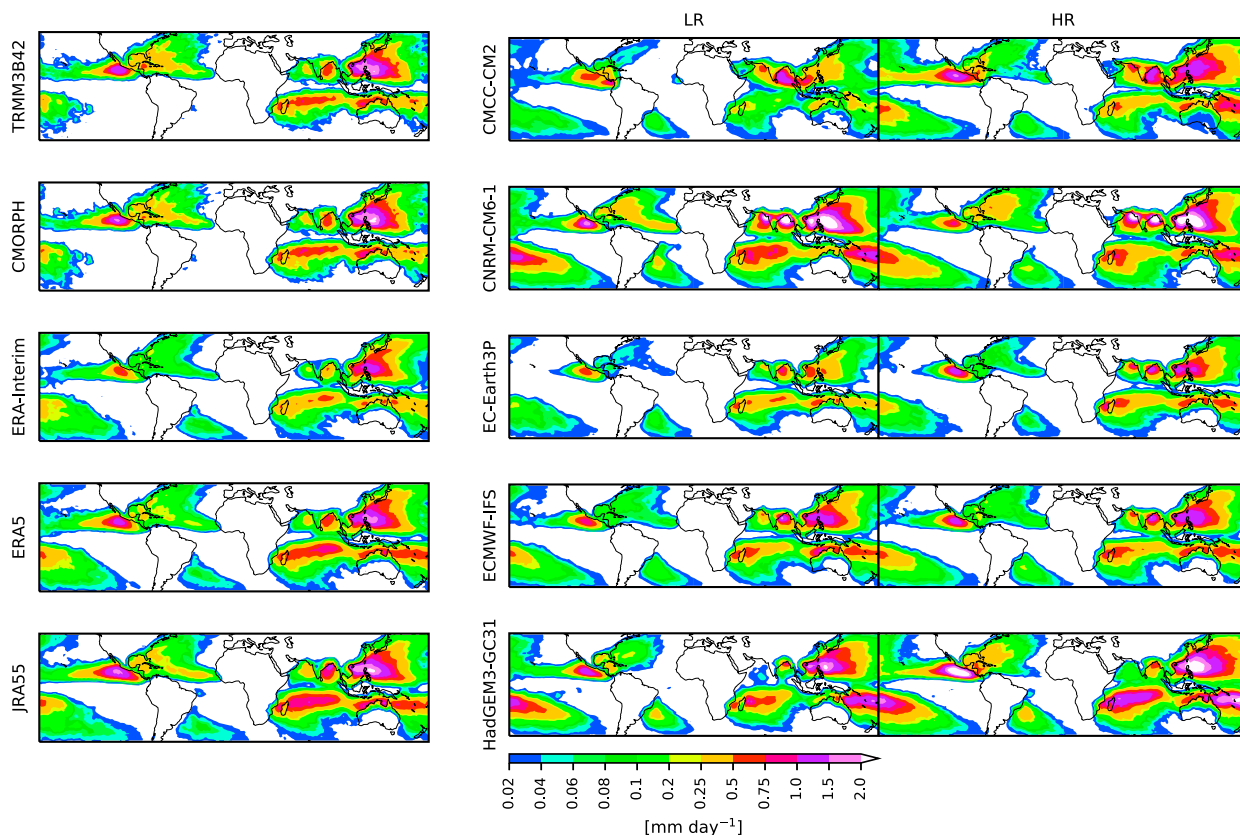 LR
HR
TRMM3B42
CMORPH
ERA-Interim
ERA5
JRA55
CMCC-CM2
CNRM-CM6-1
EC-Earth3P
ECMWF-IFS
HadGEM3-GC31
0.02 0.04 0.06 0.08 0.1 0.2 0.25 0.5 0.75 1.0 1.5 2.0
[mm day⁻¹]